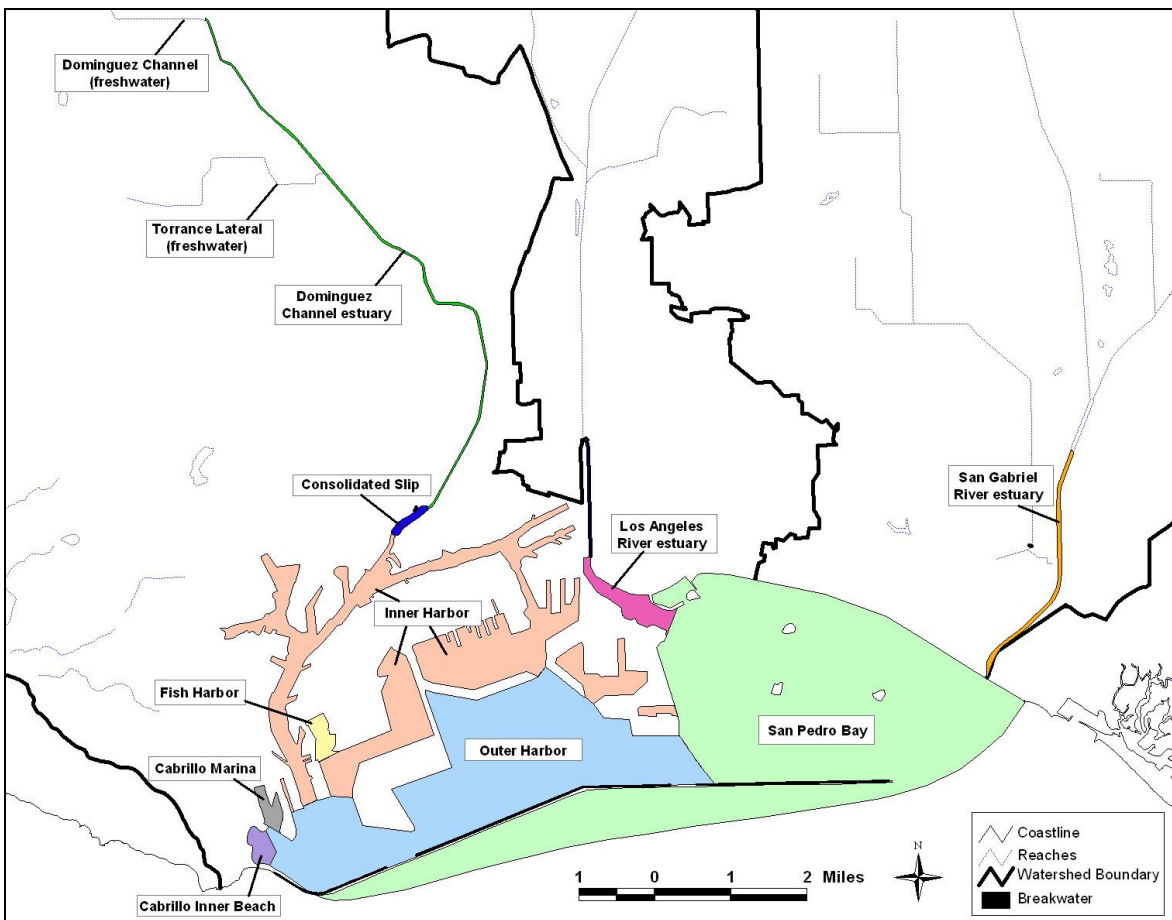 Dominguez Channel
(freshwater)
Torrance Lateral
(freshwater)
Dominguez
Channel estuary
Consolidated Slip
San Gabriel
River estuary
Los Angeles
River estuary
Inner Harbor
Fish Harbor
San Pedro Bay
Outer Harbor
Cabrillo Marina
Cabrillo Inner Beach
1 0 1 2 Miles
N
Coastline
Reaches
Watershed Boundary
Breakwater